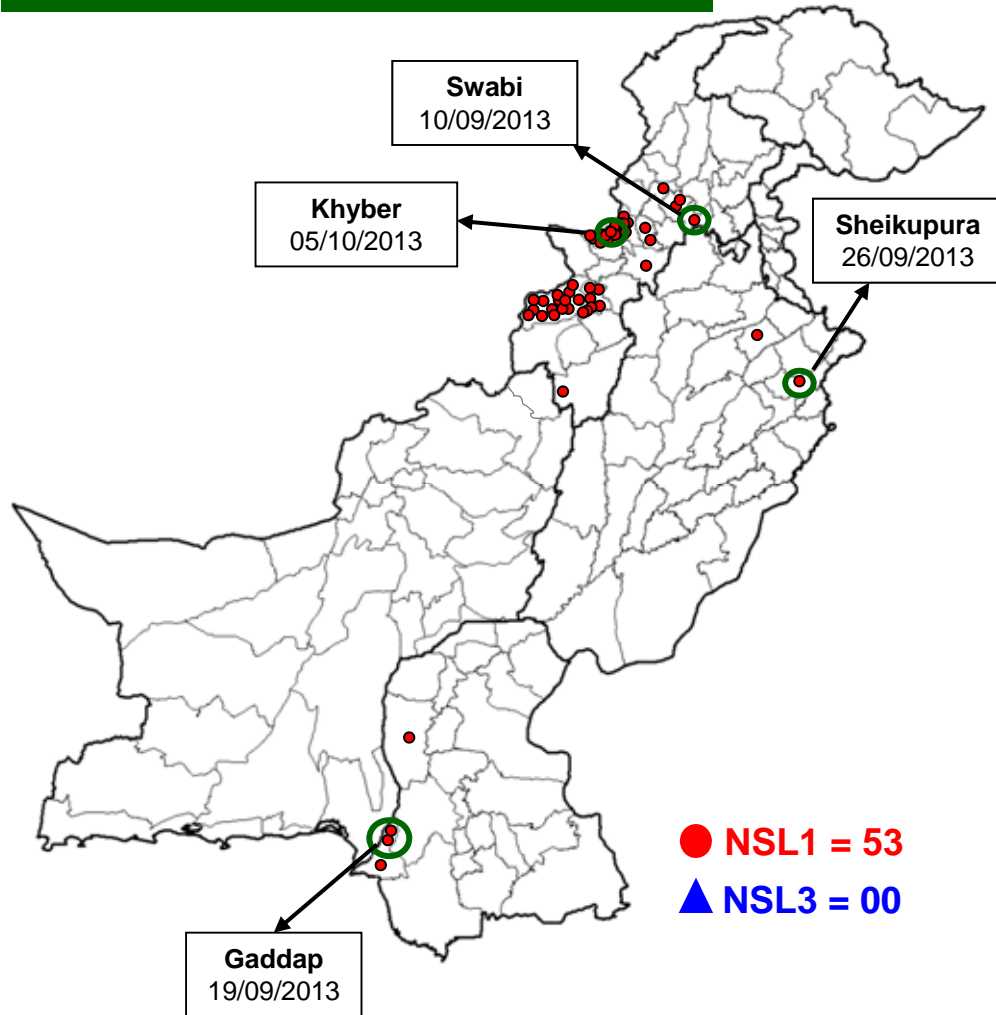 Swabi
10/09/2013
Khyber
05/10/2013
Sheikupura
26/09/2013
NSL1 = 53
NSL3 = 00
Gaddap
19/09/2013